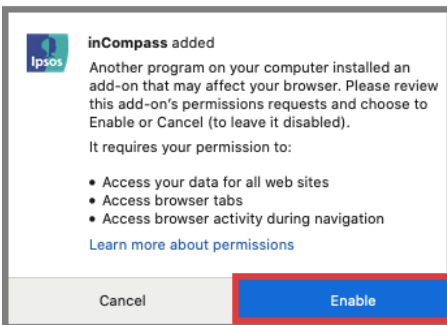 Ipsos
inCompass added
Another program on your computer installed an
add-on that may affect your browser. Please review
this add-on's permissions requests and choose to
Enable or Cancel (to leave it disabled).
It requires your permission to:
• Access your data for all web sites
• Access browser tabs
• Access browser activity during navigation
Learn more about permissions
Cancel
Enable